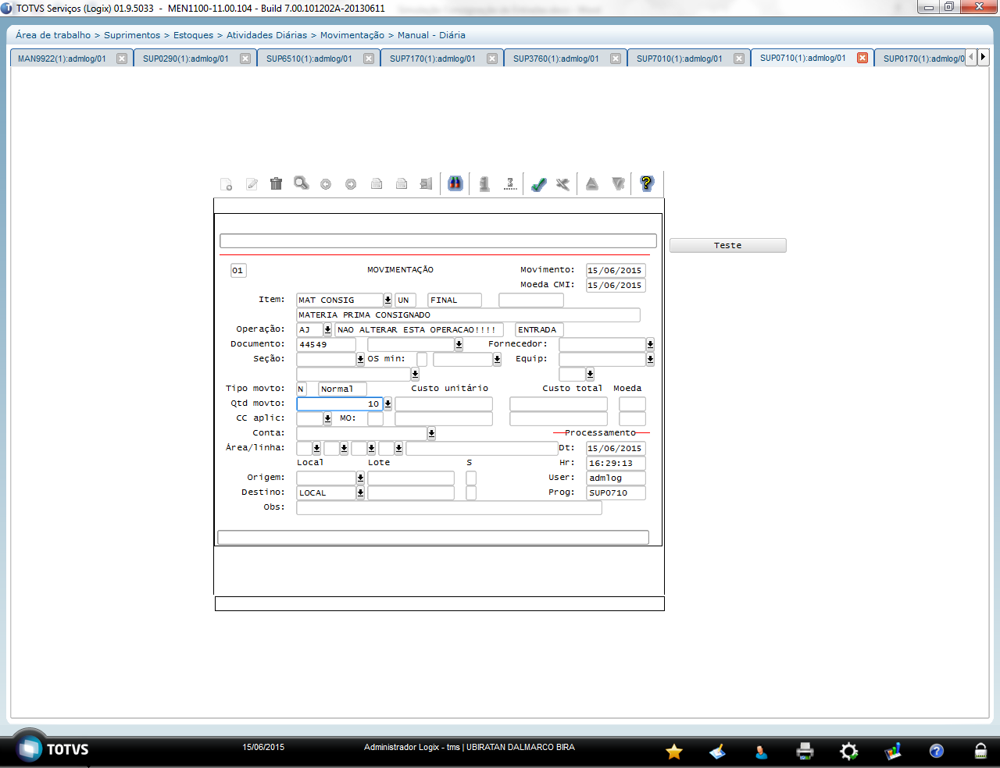 TOTVS Serviços (Logix) 01.9.5033 - MEN1100-11.00.104 - Build 7.00.101202A-20130611
Área de trabalho > Suprimentos > Estoques > Atividades Diárias > Movimentação > Manual - Diária
MAN9922(1):admlog/01 SUP0290(1):admlog/01 SUP6510(1):admlog/01 SUP7170(1):admlog/01 SUP3760(1):admlog/01 SUP7010(1):admlog/01 SUP0710(1):admlog/01 SUP0170(1):admlog/0
Teste
01 MOVIMENTAÇÃO Movimento: 15/06/2015
Moeda CMI: 15/06/2015
Item: MAT CONSIG UN FINAL
MATERIA PRIMA CONSIGNADO
Operação: AJ NAO ALTERAR ESTA OPERACAO!!!! ENTRADA
Documento: 44549 Fornecedor:
Seção: OS min: Equip:
Tipo movto: N Normal Custo unitário Custo total Moeda
Qtd movto: 10
CC aplic: MO:
Conta: Processamento
Área/linha: Dt: 15/06/2015
Local Lote S Hr: 16:29:13
Origem: User: admlog
Destino: LOCAL Prog: SUP0710
Obs:
TOTVS 15/06/2015 Administrador Logix - tms | UBIRATAN DALMARCO BIRA